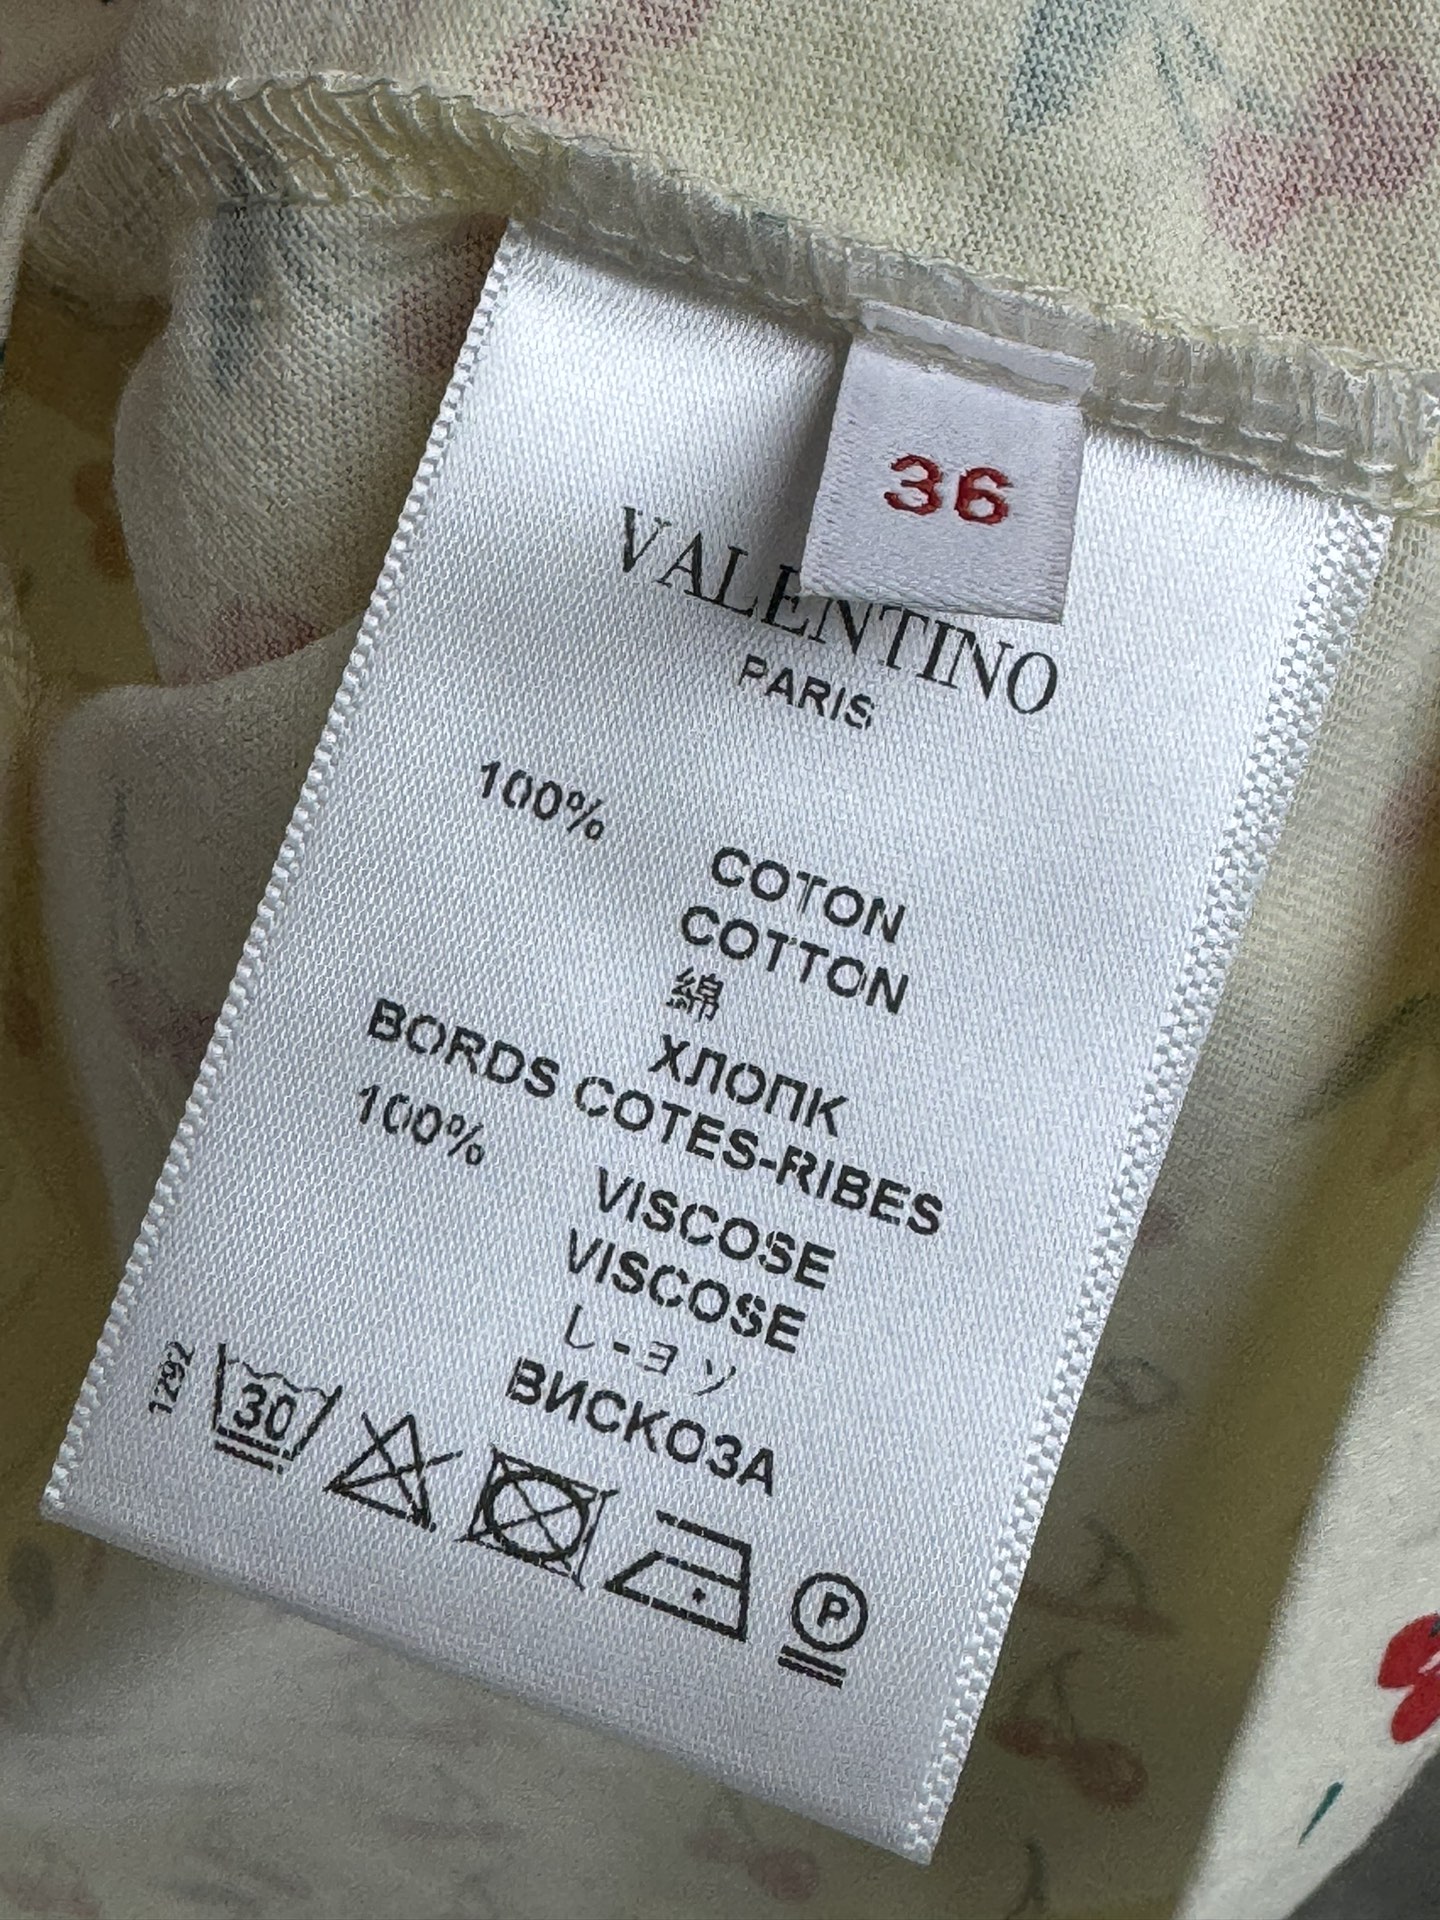 36
VALENTINO
PARIS
100%
COTON
COTTON
綿
ХЛОПК
BORDS COTES-RIBES
100%
VISCOSE
VISCOSE
レ-ヨン
ВИСКОЗА
1292
30
P